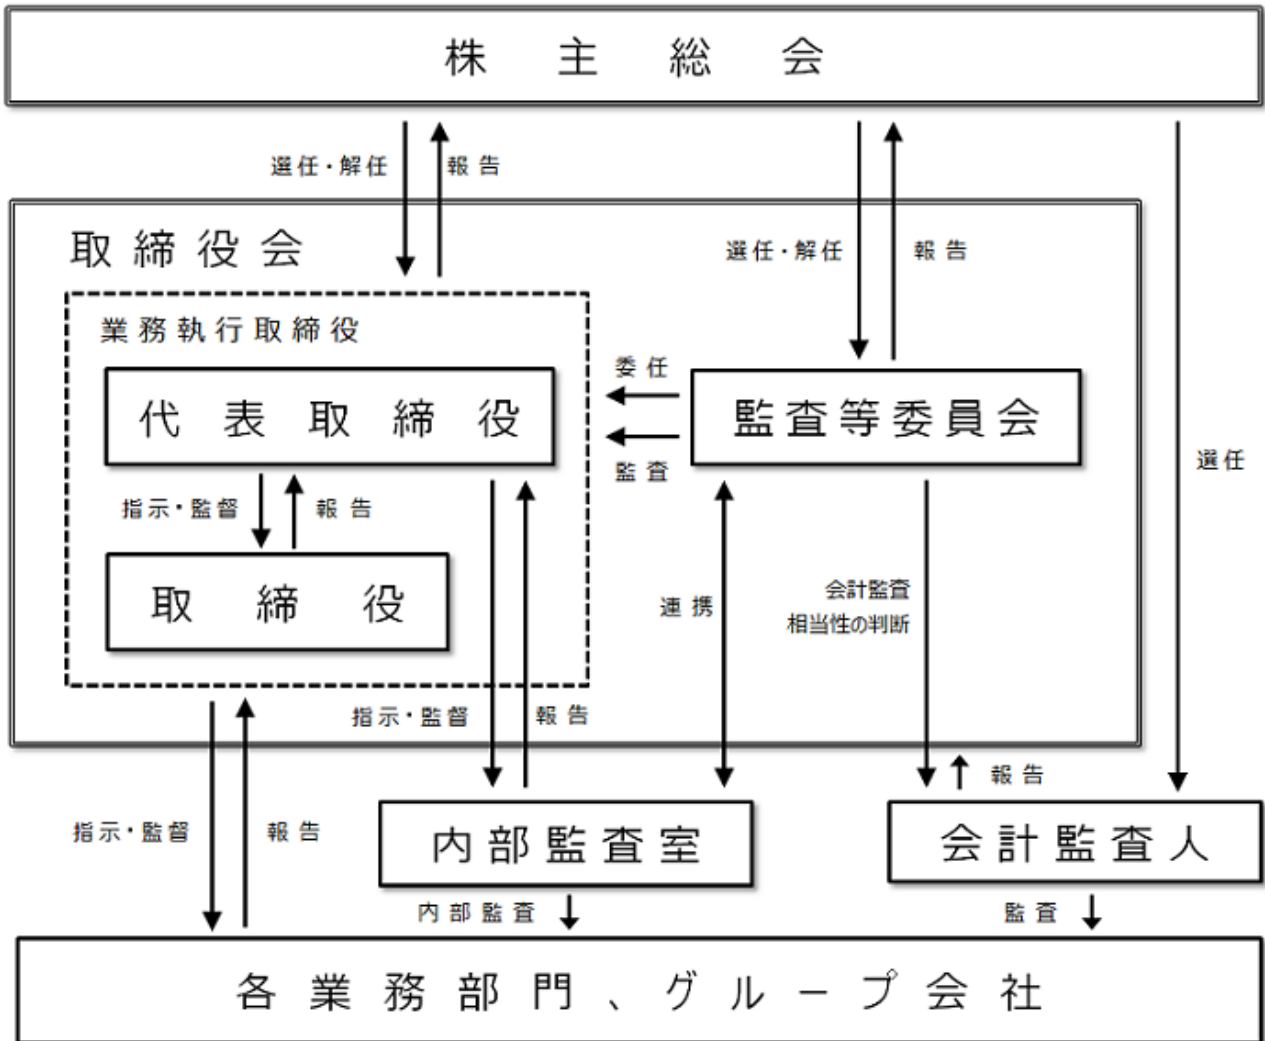 株主総会
選任・解任
報告
取締役会
選任・解任
報告
業務執行取締役
委任
代表取締役
監査等委員会
選任
監査
指示・監督
報告
取締役
会計監査
相当性の判断
連携
指示・監督
報告
報告
指示・監督
報告
内部監査室
会計監査人
内部監査
監査
各業務部門、グループ会社